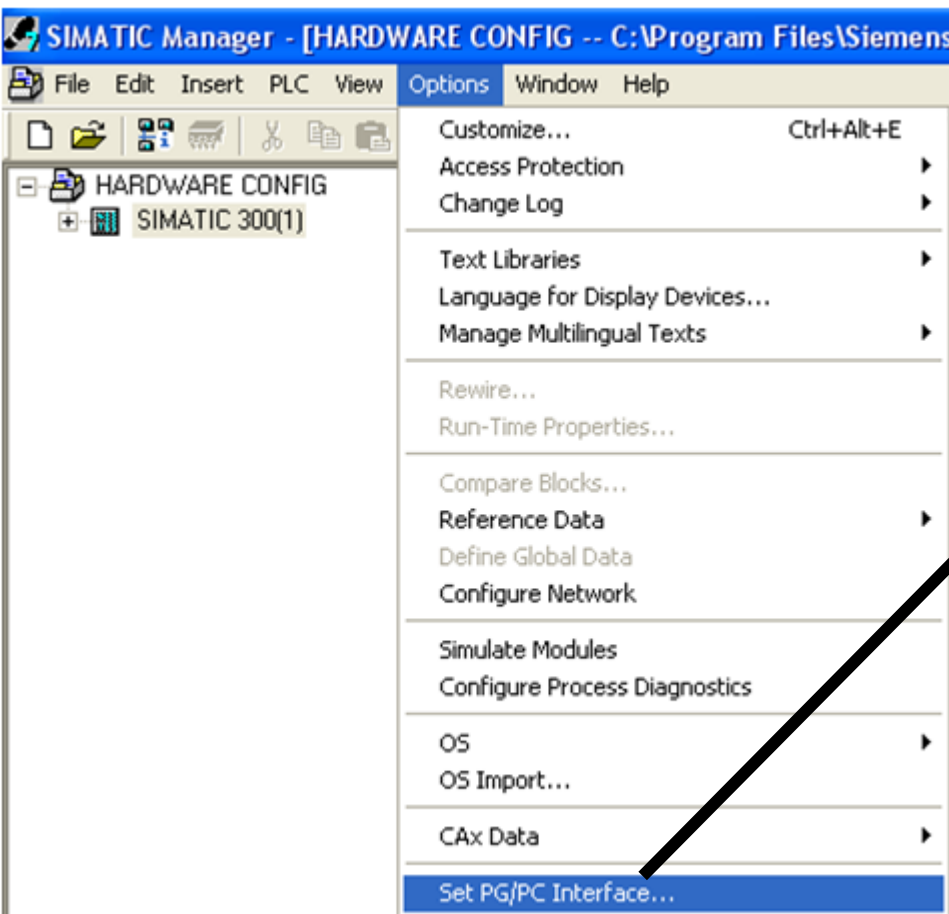 SIMATIC Manager - [HARDWARE CONFIG -- C:\Program Files\Siemens
File Edit Insert PLC View Options Window Help
Customize... Ctrl+Alt+E
Access Protection
HARDWARE CONFIG
Change Log
SIMATIC 300(1)
Text Libraries
Language for Display Devices...
Manage Multilingual Texts
Rewire...
Run-Time Properties...
Compare Blocks...
Reference Data
Define Global Data
Configure Network
Simulate Modules
Configure Process Diagnostics
OS
OS Import...
CAx Data
Set PG/PC Interface...